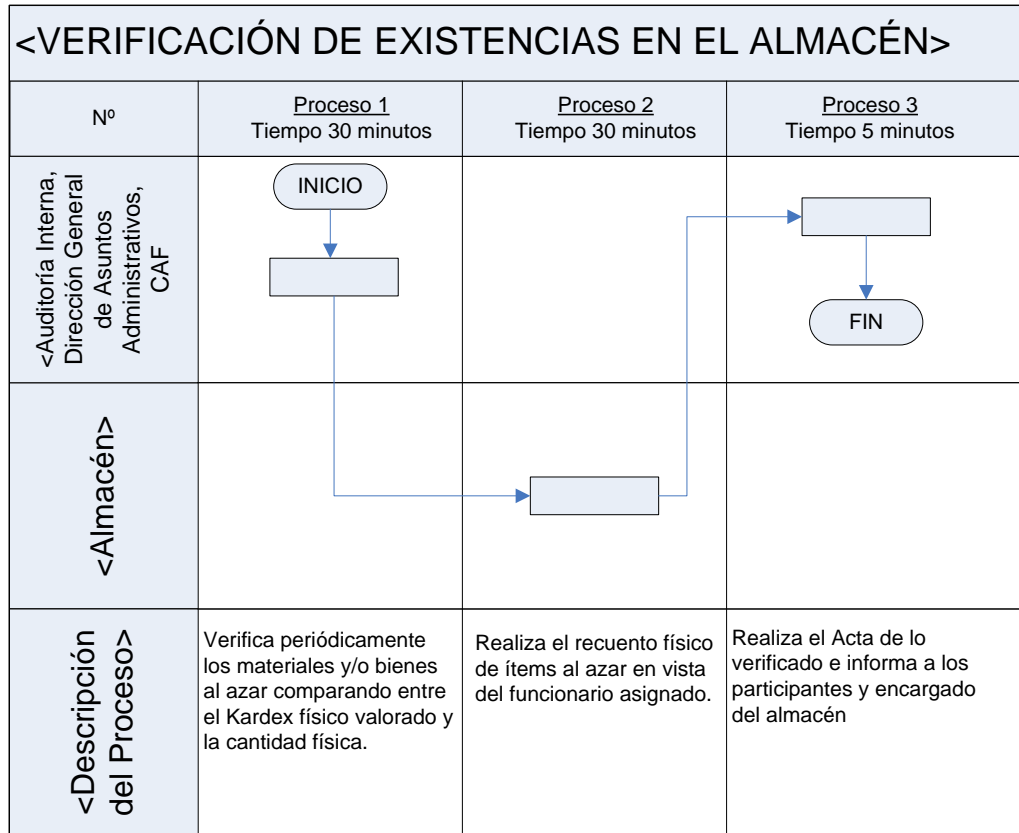 <VERIFICACIÓN DE EXISTENCIAS EN EL ALMACÉN>
Nº
Proceso 1
Tiempo 30 minutos
Proceso 2
Tiempo 30 minutos
Proceso 3
Tiempo 5 minutos
<Auditoría Interna,
Dirección General
de Asuntos
Administrativos,
CAF
INICIO
FIN
<Almacén>
<Descripción
del Proceso>
Verifica periódicamente
los materiales y/o bienes
al azar comparando entre
el Kardex físico valorado y
la cantidad física.
Realiza el recuento físico
de ítems al azar en vista
del funcionario asignado.
Realiza el Acta de lo
verificado e informa a los
participantes y encargado
del almacén